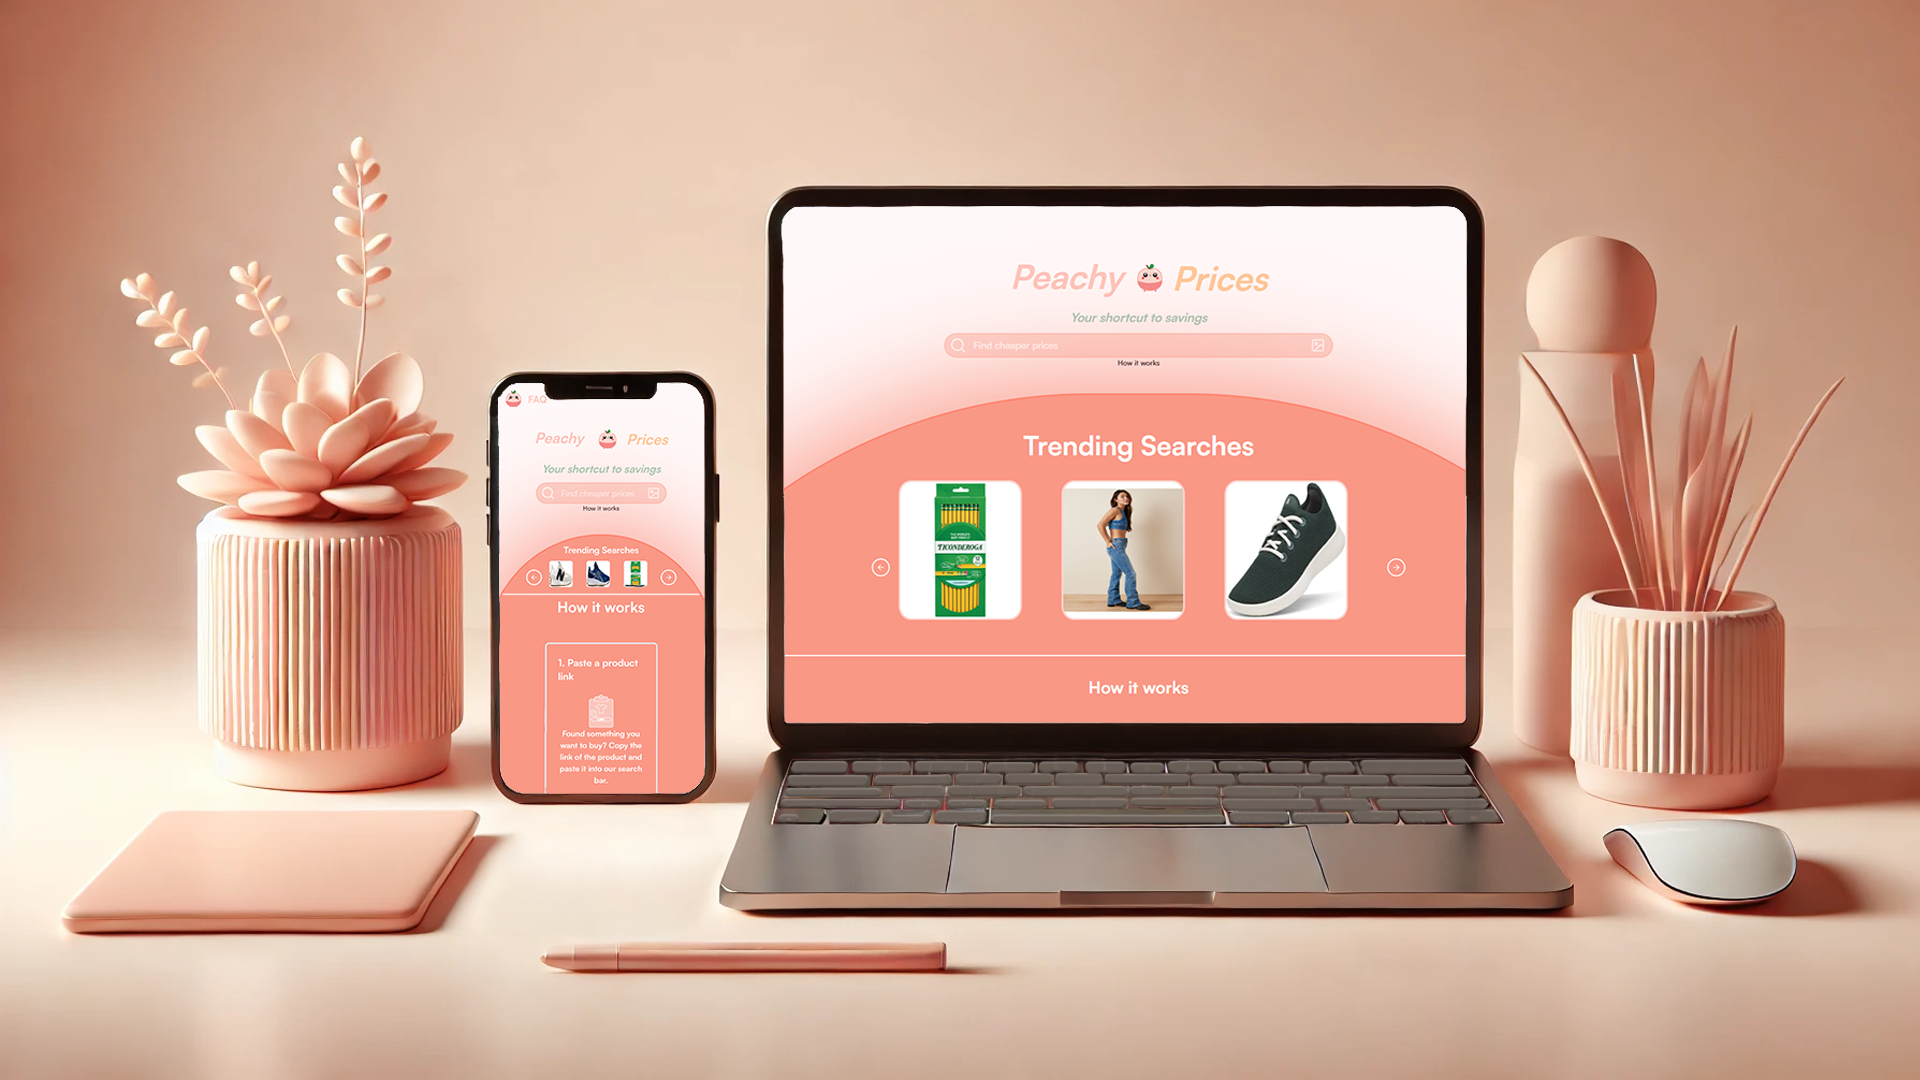 FAQ
Peachy Prices
Your shortcut to savings
Find cheaper prices
How it works
Trending Searches
How it works
1. Paste a product
link
Found something you
want to buy? Copy the
link of the product and
paste it into our search
bar.
Peachy Prices
Your shortcut to savings
Find cheaper prices
How it works
Trending Searches
TICONDEROGA
How it works